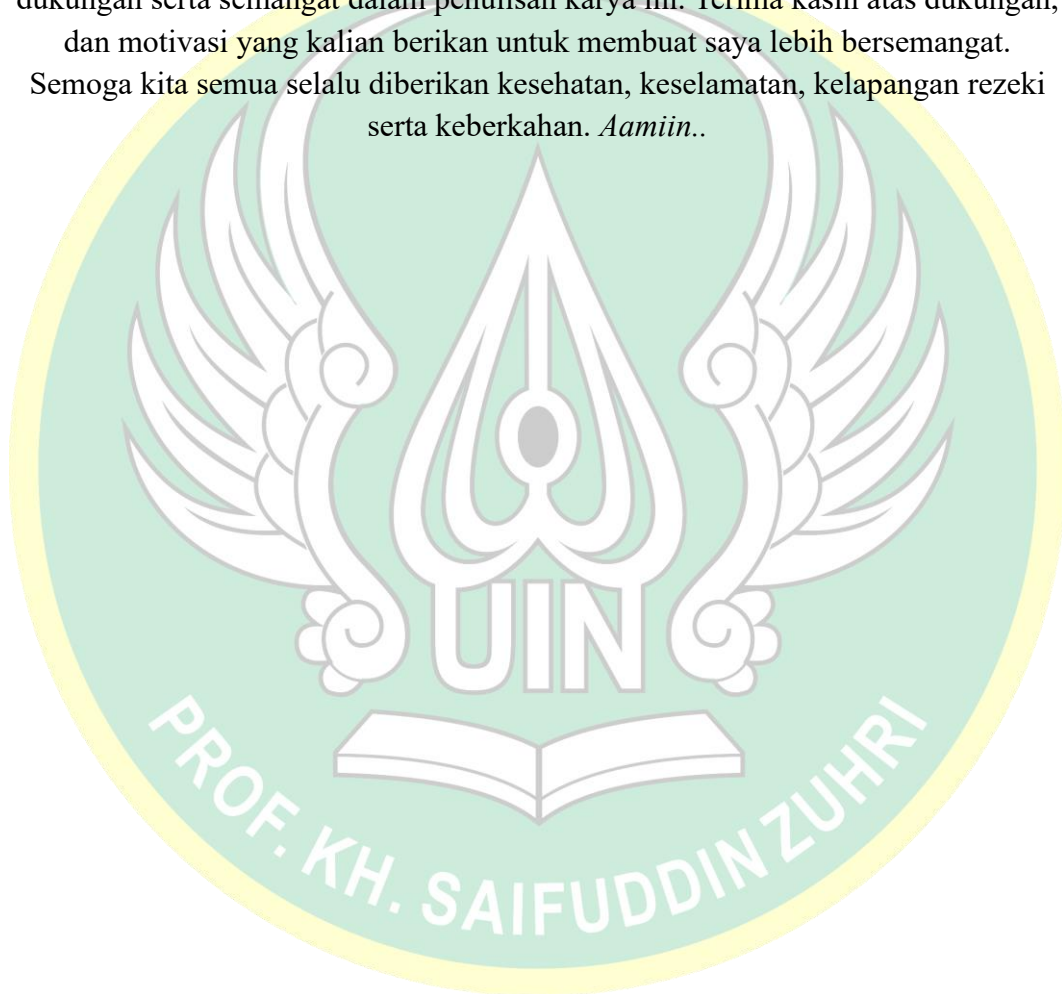 dukungan serta semangat dalam penulisan karya ini. Terima kasih atas dukungan,
dan motivasi yang kalian berikan untuk membuat saya lebih bersemangat.
Semoga kita semua selalu diberikan kesehatan, keselamatan, kelapangan rezeki
serta keberkahan. Aamiin..
UIN
PROF. KH. SAIFUDDIN ZUHRI